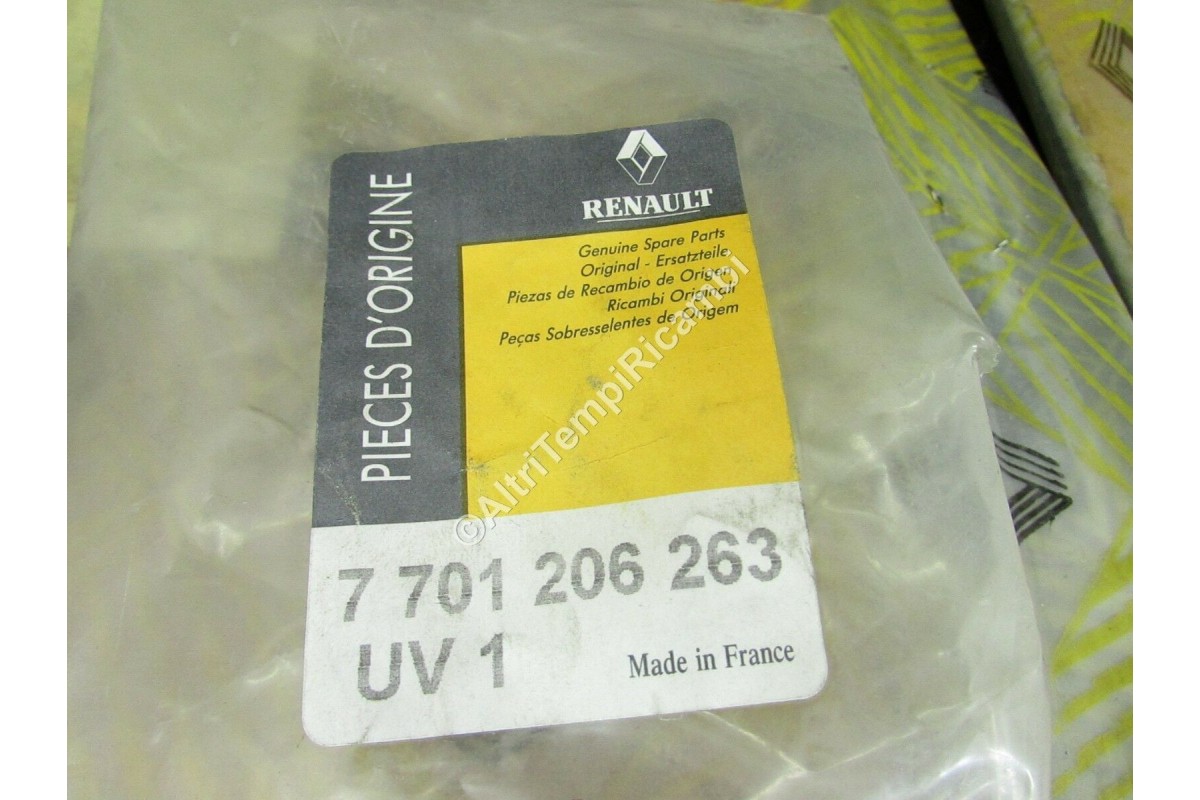 PIECES D'ORIGINE
RENAULT
Genuine Spare Parts
Original - Ersatzteile
Piezas de Recambio de Origen
Ricambi Originali
Peças Sobresselentes de Origem
©AltriTempiRicambi
7 701 206 263
UV 1
Made in France